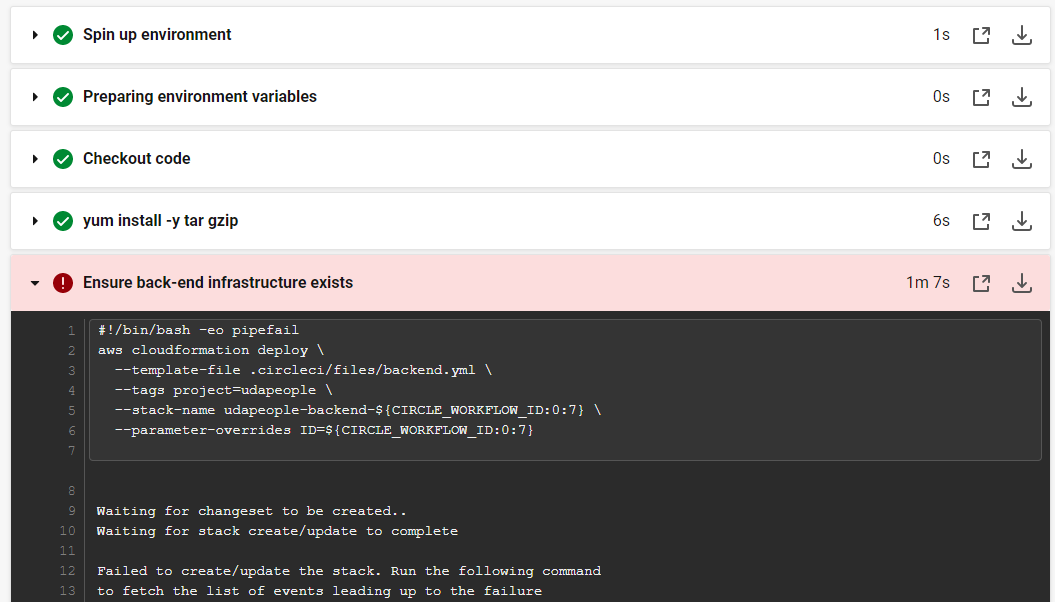 Spin up environment 1s
Preparing environment variables 0s
Checkout code 0s
yum install -y tar gzip 6s
Ensure back-end infrastructure exists 1m 7s
1 #!/bin/bash -eo pipefail
2 aws cloudformation deploy \
3 --template-file .circleci/files/backend.yml \
4 --tags project=udapeople \
5 --stack-name udapeople-backend-${CIRCLE_WORKFLOW_ID:0:7} \
6 --parameter-overrides ID=${CIRCLE_WORKFLOW_ID:0:7}
7
8
9 Waiting for changeset to be created..
10 Waiting for stack create/update to complete
11
12 Failed to create/update the stack. Run the following command
13 to fetch the list of events leading up to the failure